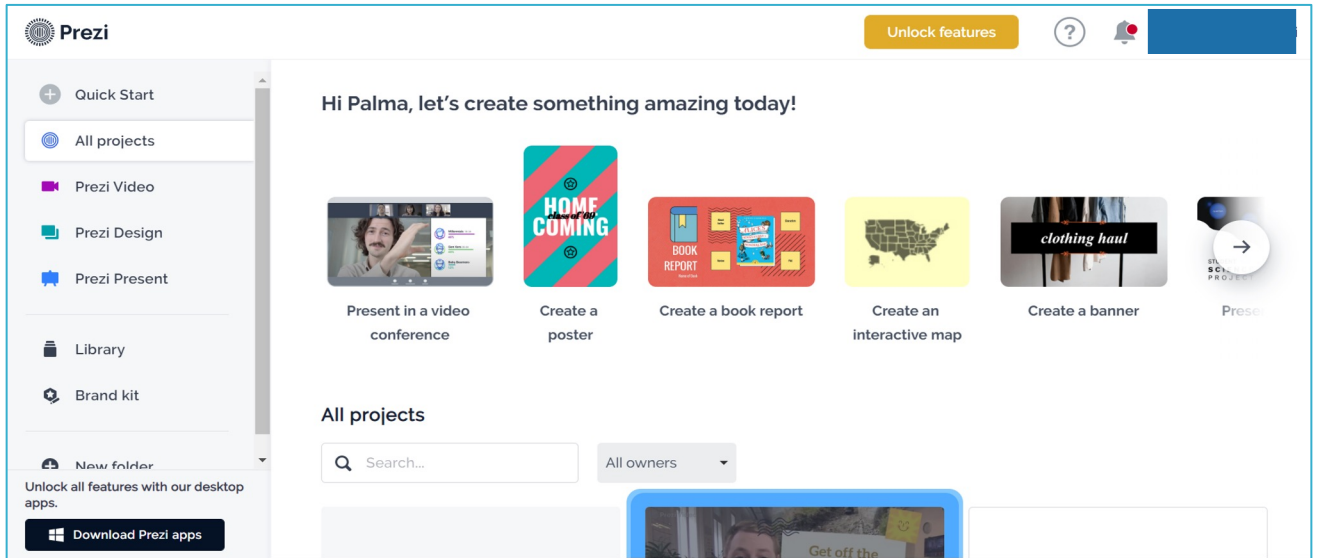 Prezi
Unlock features
?
Quick Start
All projects
Prezi Video
Prezi Design
Prezi Present
Library
Brand kit
New folder
Unlock all features with our desktop
apps.
Download Prezi apps
Hi Palma, let's create something amazing today!
HOME
class of '89
COMING
BOOK
REPORT
clothing haul
Present in a video
conference
Create a
poster
Create a book report
Create an
interactive map
Create a banner
All projects
Search...
All owners
Get off the